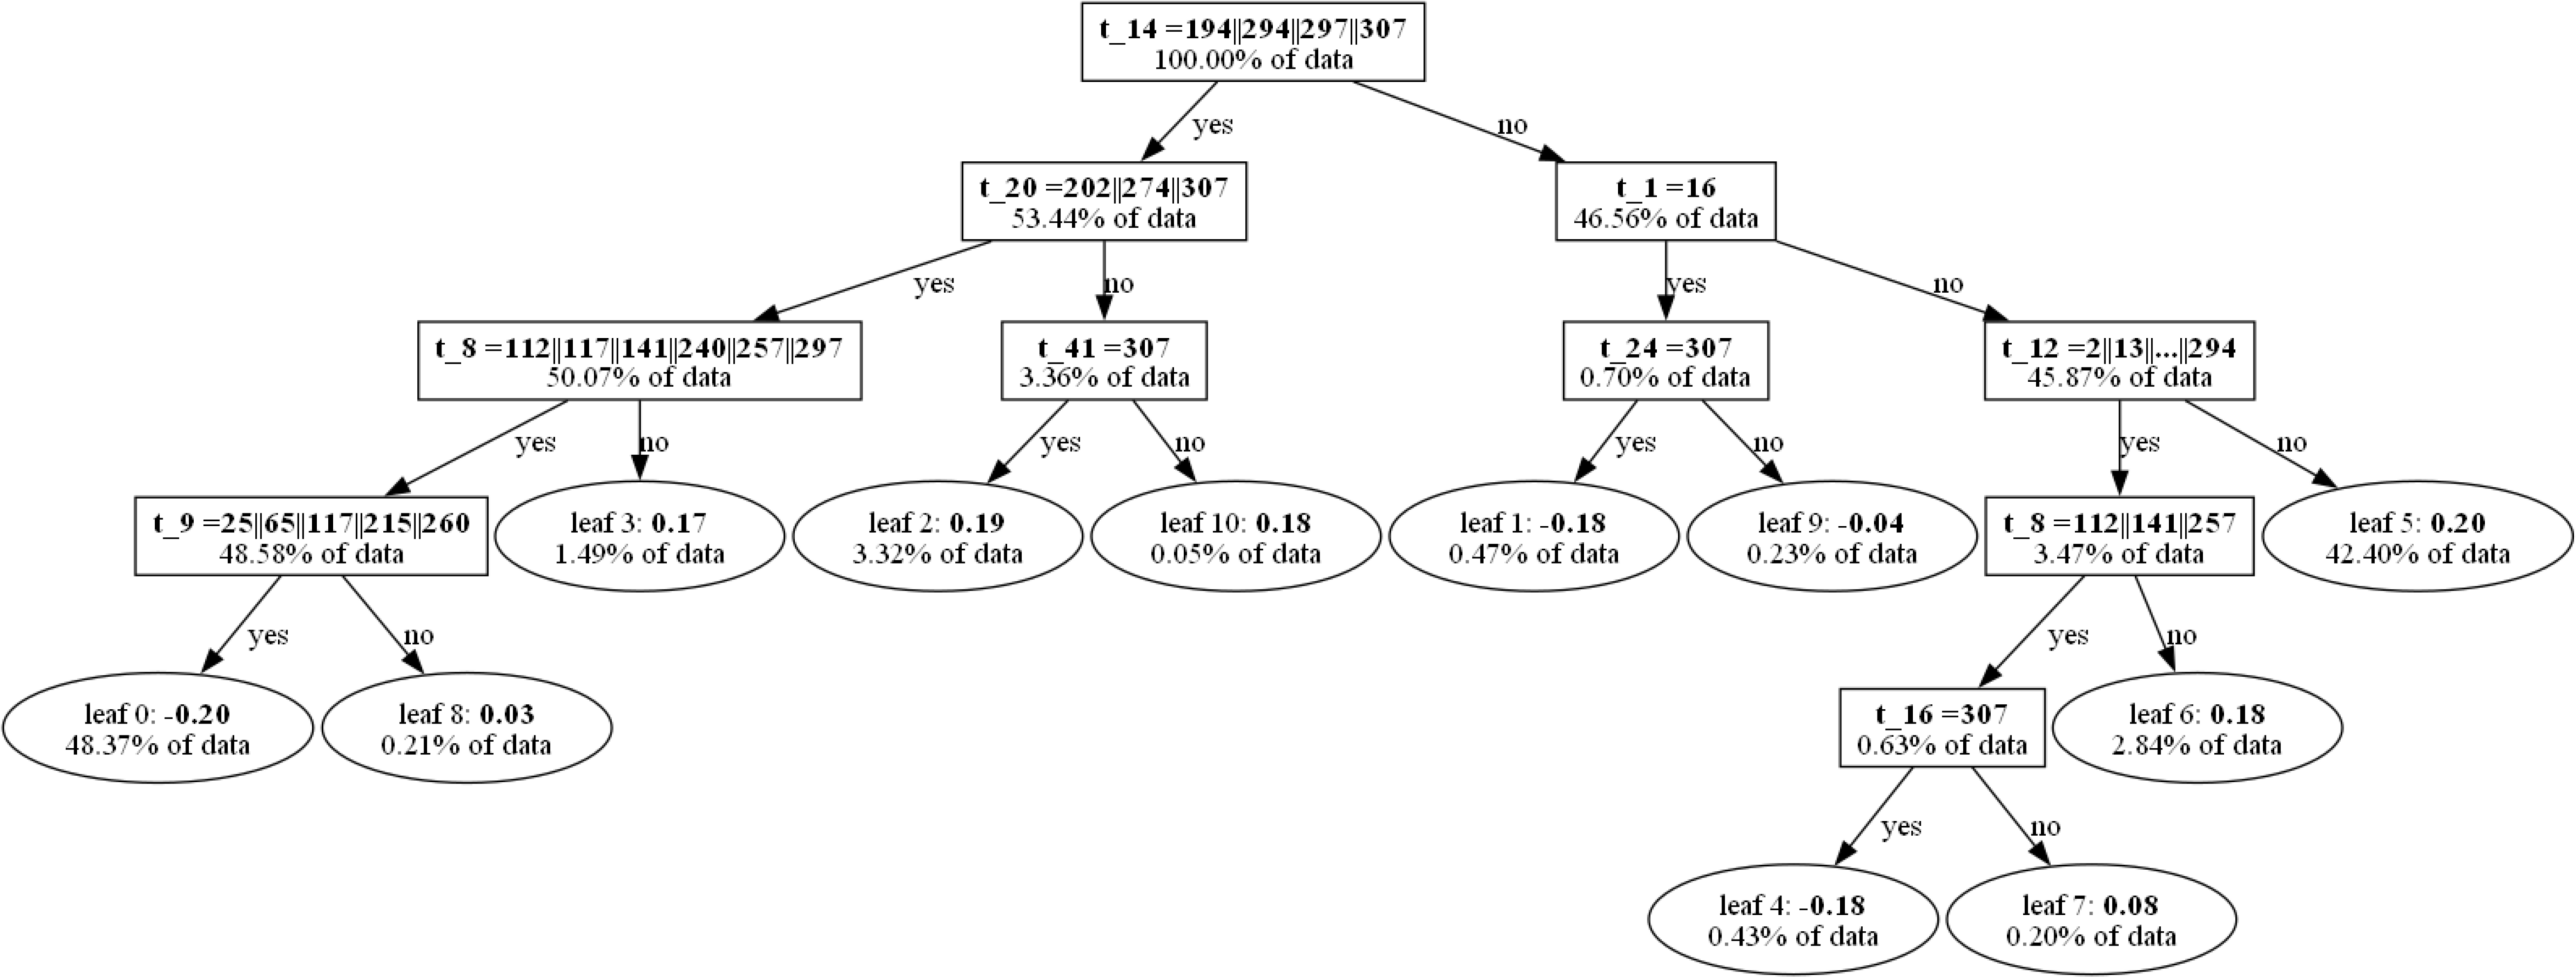 t_14 =194||294||297||307
100.00% of data
yes
no
t_20 =202||274||307
53.44% of data
t_1 =16
46.56% of data
yes
no
yes
no
t_8 =112||117||141||240||257||297
50.07% of data
t_41 =307
3.36% of data
t_24 =307
0.70% of data
t_12 =2||13||...||294
45.87% of data
yes
no
yes
no
yes
no
yes
no
t_9 =25||65||117||215||260
48.58% of data
leaf 3: 0.17
1.49% of data
leaf 2: 0.19
3.32% of data
leaf 10: 0.18
0.05% of data
leaf 1: -0.18
0.47% of data
leaf 9: -0.04
0.23% of data
t_8 =112||141||257
3.47% of data
leaf 5: 0.20
42.40% of data
yes
no
yes
no
leaf 0: -0.20
48.37% of data
leaf 8: 0.03
0.21% of data
t_16 =307
0.63% of data
leaf 6: 0.18
2.84% of data
yes
no
leaf 4: -0.18
0.43% of data
leaf 7: 0.08
0.20% of data